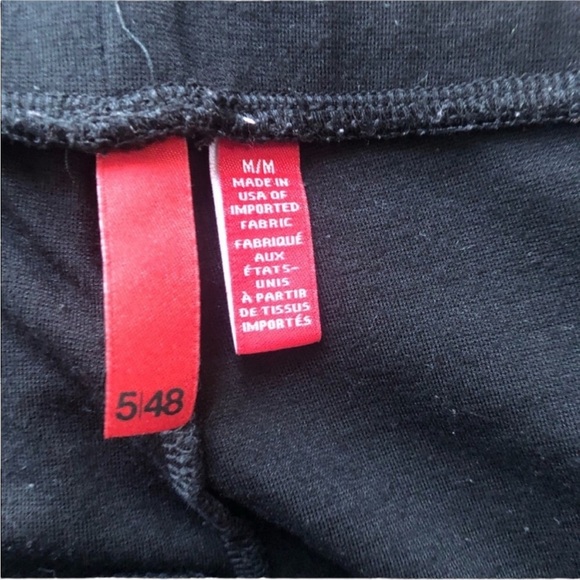 M/M
MADE IN
USA OF
IMPORTED
FABRIC
FABRIQUÉ
AUX
ÉTATS-
UNIS
À PARTIR
DE TISSUS
IMPORTÉS
5|48